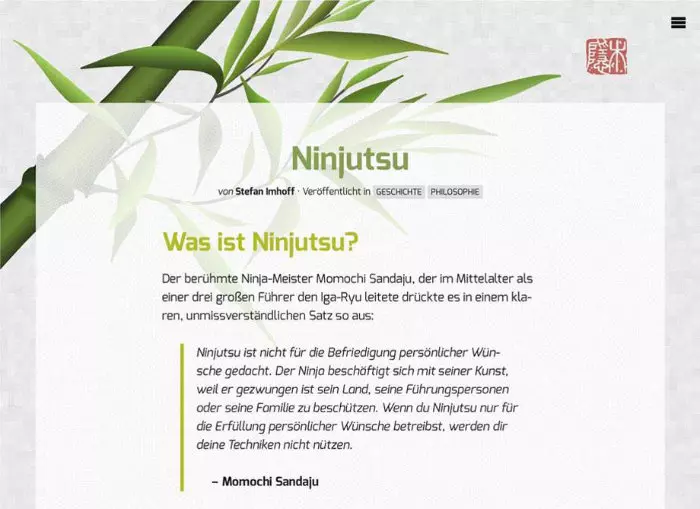 Ninjutsu
von Stefan Imhoff · Veröffentlicht in GESCHICHTE PHILOSOPHIE
Was ist Ninjutsu?
Der berühmte Ninja-Meister Momochi Sandaju, der im Mittelalter als
einer drei großen Führer den Iga-Ryu leitete drückte es in einem kla-
ren, unmissverständlichen Satz so aus:
Ninjutsu ist nicht für die Befriedigung persönlicher Wün-
sche gedacht. Der Ninja beschäftigt sich mit seiner Kunst,
weil er gezwungen ist sein Land, seine Führungspersonen
oder seine Familie zu beschützen. Wenn du Ninjutsu nur für
die Erfüllung persönlicher Wünsche betreibst, werden dir
deine Techniken nicht nützen.
– Momochi Sandaju